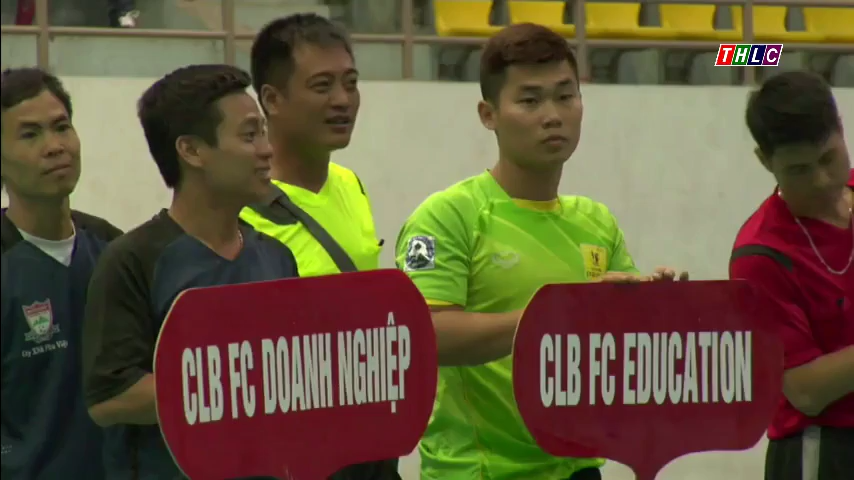 THLC
CLB FC DOANH NGHIỆP
CLB FC EDUCATION